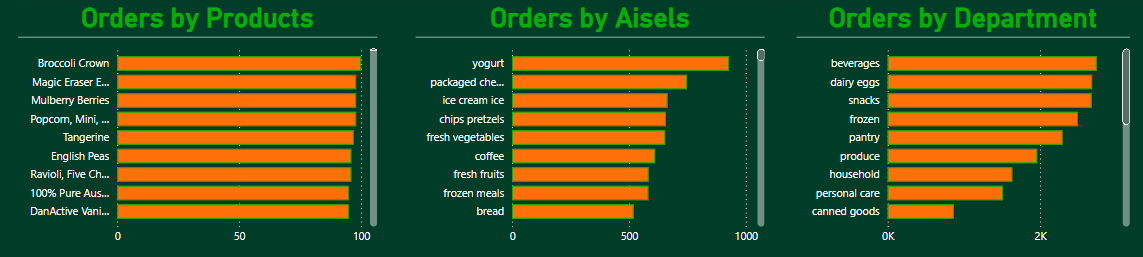 Orders by Products
Broccoli Crown
Magic Eraser E...
Mulberry Berries
Popcorn, Mini, ...
Tangerine
English Peas
Ravioli, Five Ch...
100% Pure Aus...
DanActive Vani...
0 50 100
Orders by Aisels
yogurt
packaged che...
ice cream ice
chips pretzels
fresh vegetables
coffee
fresh fruits
frozen meals
bread
0 500 1000
Orders by Department
beverages
dairy eggs
snacks
frozen
pantry
produce
household
personal care
canned goods
0K 2K